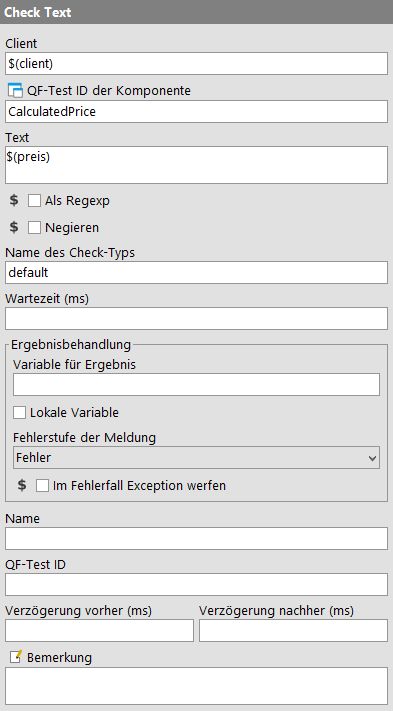 Check Text
Client
$(client)
QF-Test ID der Komponente
CalculatedPrice
Text
$(preis)
$ Als Regexp
$ Negieren
Name des Check-Typs
default
Wartezeit (ms)
Ergebnisbehandlung
Variable für Ergebnis
Lokale Variable
Fehlerstufe der Meldung
Fehler
$ Im Fehlerfall Exception werfen
Name
QF-Test ID
Verzögerung vorher (ms) Verzögerung nachher (ms)
Bemerkung